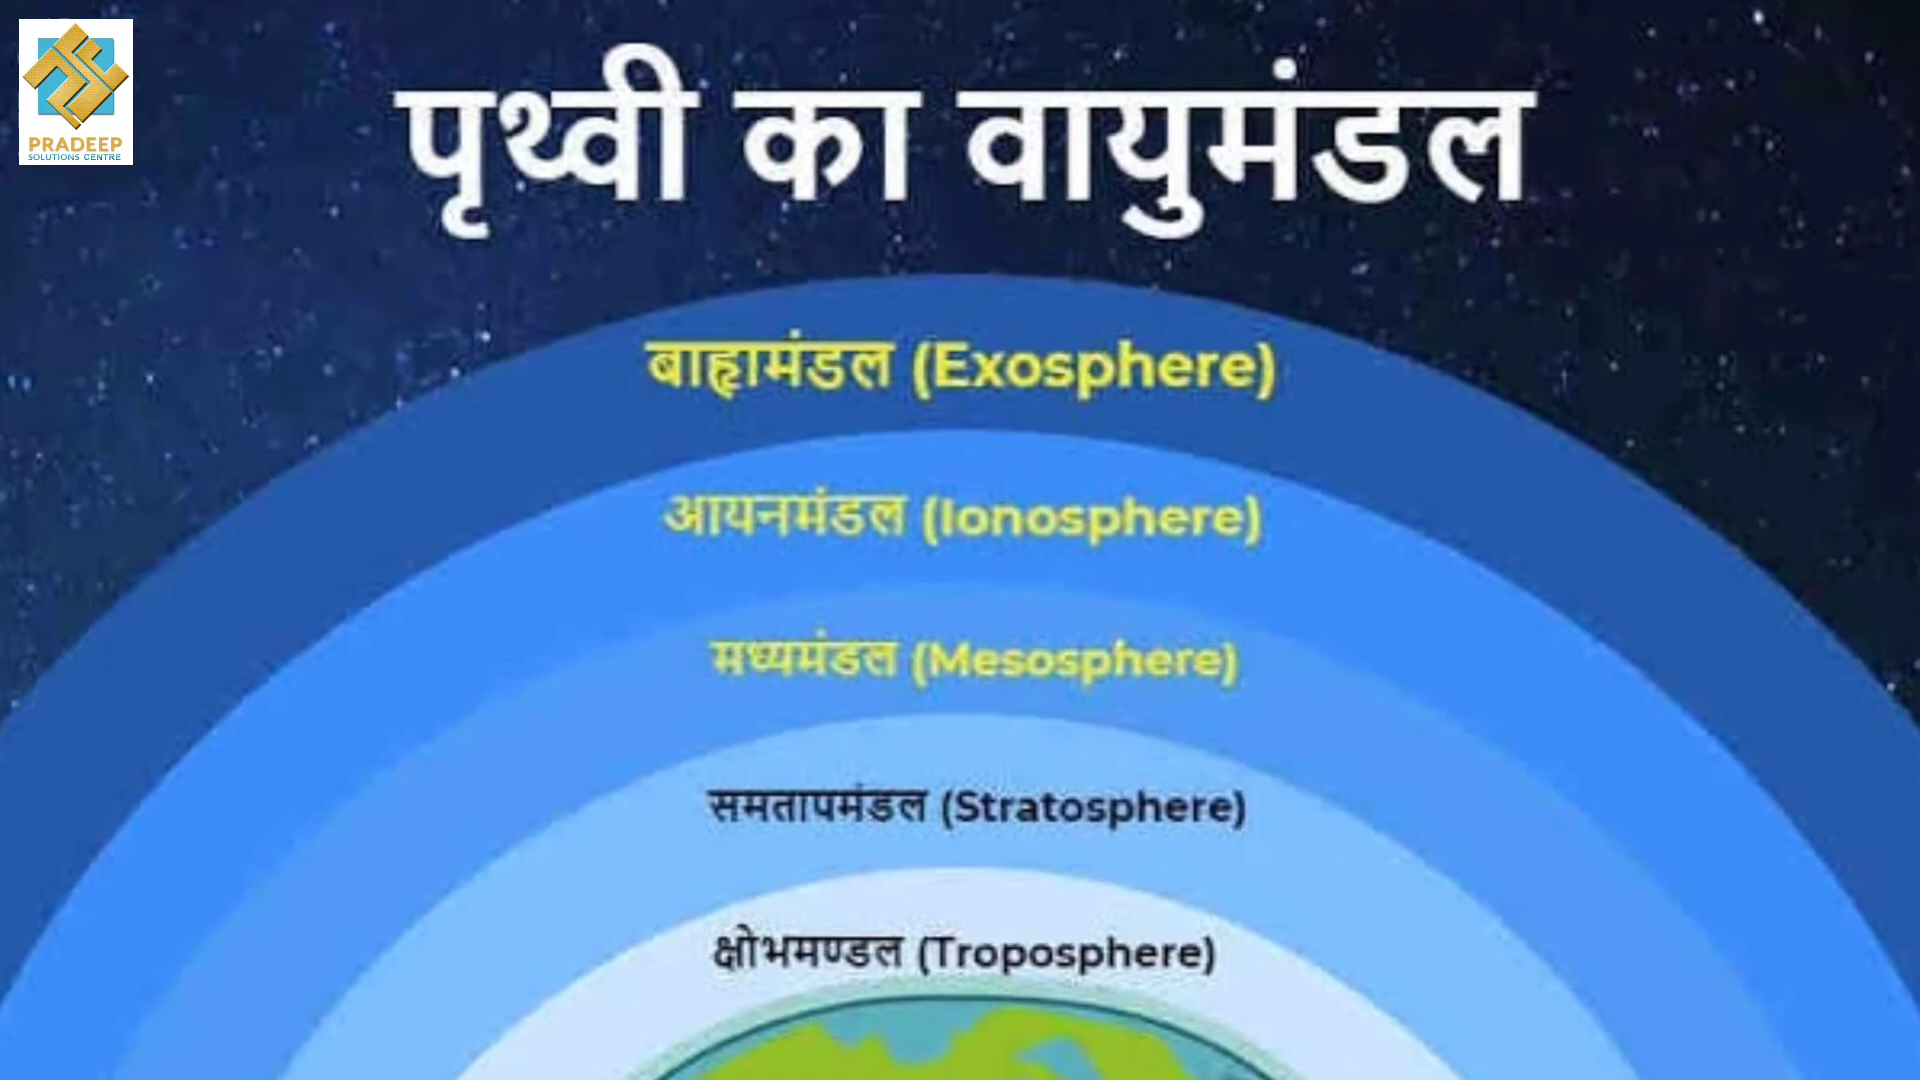 PRADEEP
SOLUTIONS CENTRE
पृथ्वी का वायुमंडल
बाहृामंडल (Exosphere)
आयनमंडल (Ionosphere)
मध्यमंडल (Mesosphere)
समतापमंडल (Stratosphere)
क्षोभमण्डल (Troposphere)